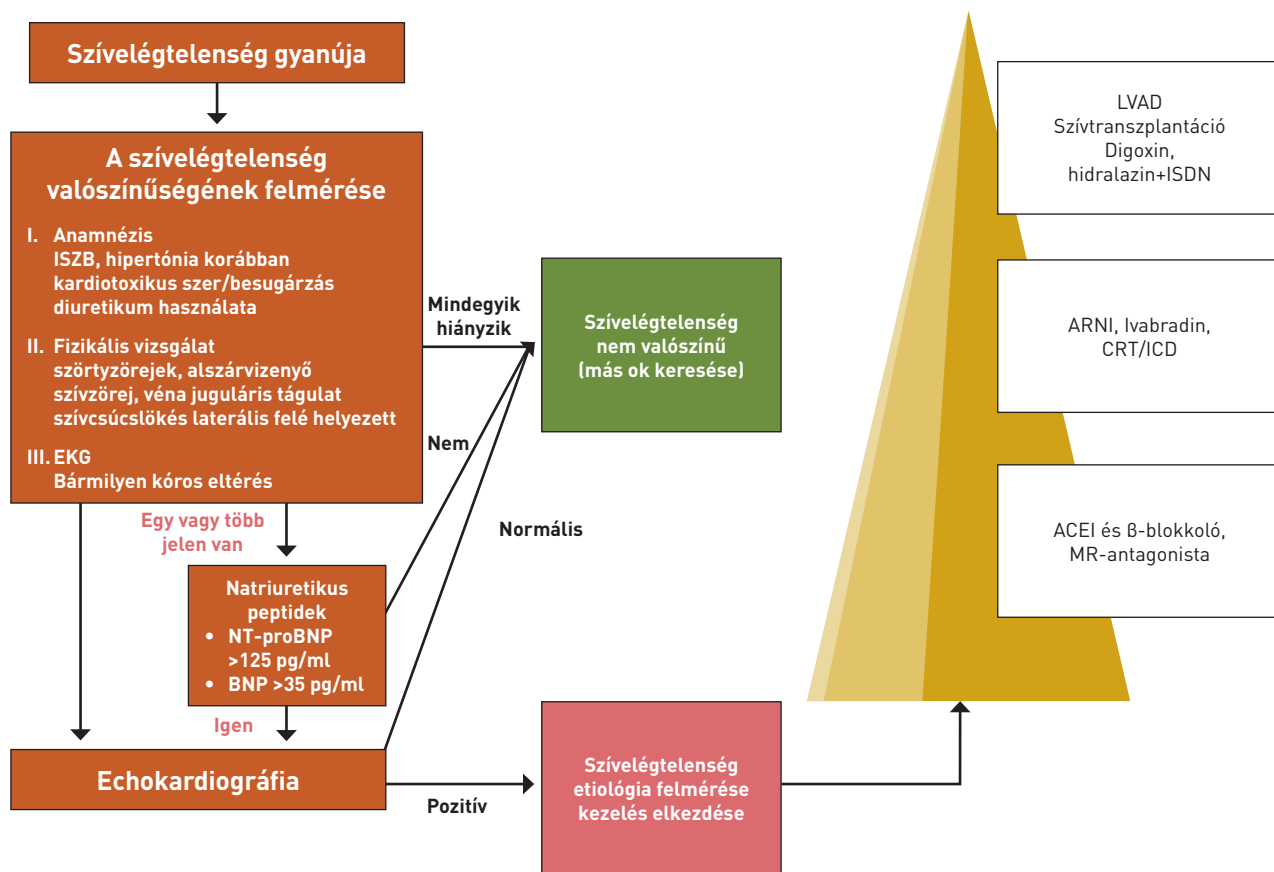 Szívelégtelenség gyanúja
A szívelégtelenség
valószínűségének felmérése
I. Anamnézis
ISZB, hipertónia korábban
kardiotoxikus szer/besugárzás
diuretikum használata
II. Fizikális vizsgálat
szörtyzörejek, alszárvizenyő
szívzörej, véna juguláris tágulat
szívcsúcslökés laterális felé helyezett
III. EKG
Bármilyen kóros eltérés
Mindegyik
hiányzik
Szívelégtelenség
nem valószínű
(más ok keresése)
Nem
Normális
Egy vagy több
jelen van
Natriuretikus
peptidek
• NT-proBNP
>125 pg/ml
• BNP >35 pg/ml
Igen
Echokardiográfia
Pozitív
Szívelégtelenség
etiológia felmérése
kezelés elkezdése
LVAD
Szívtranszplantáció
Digoxin,
hidralazin+ISDN
ARNI, Ivabradin,
CRT/ICD
ACEI és ß-blokkoló,
MR-antagonista